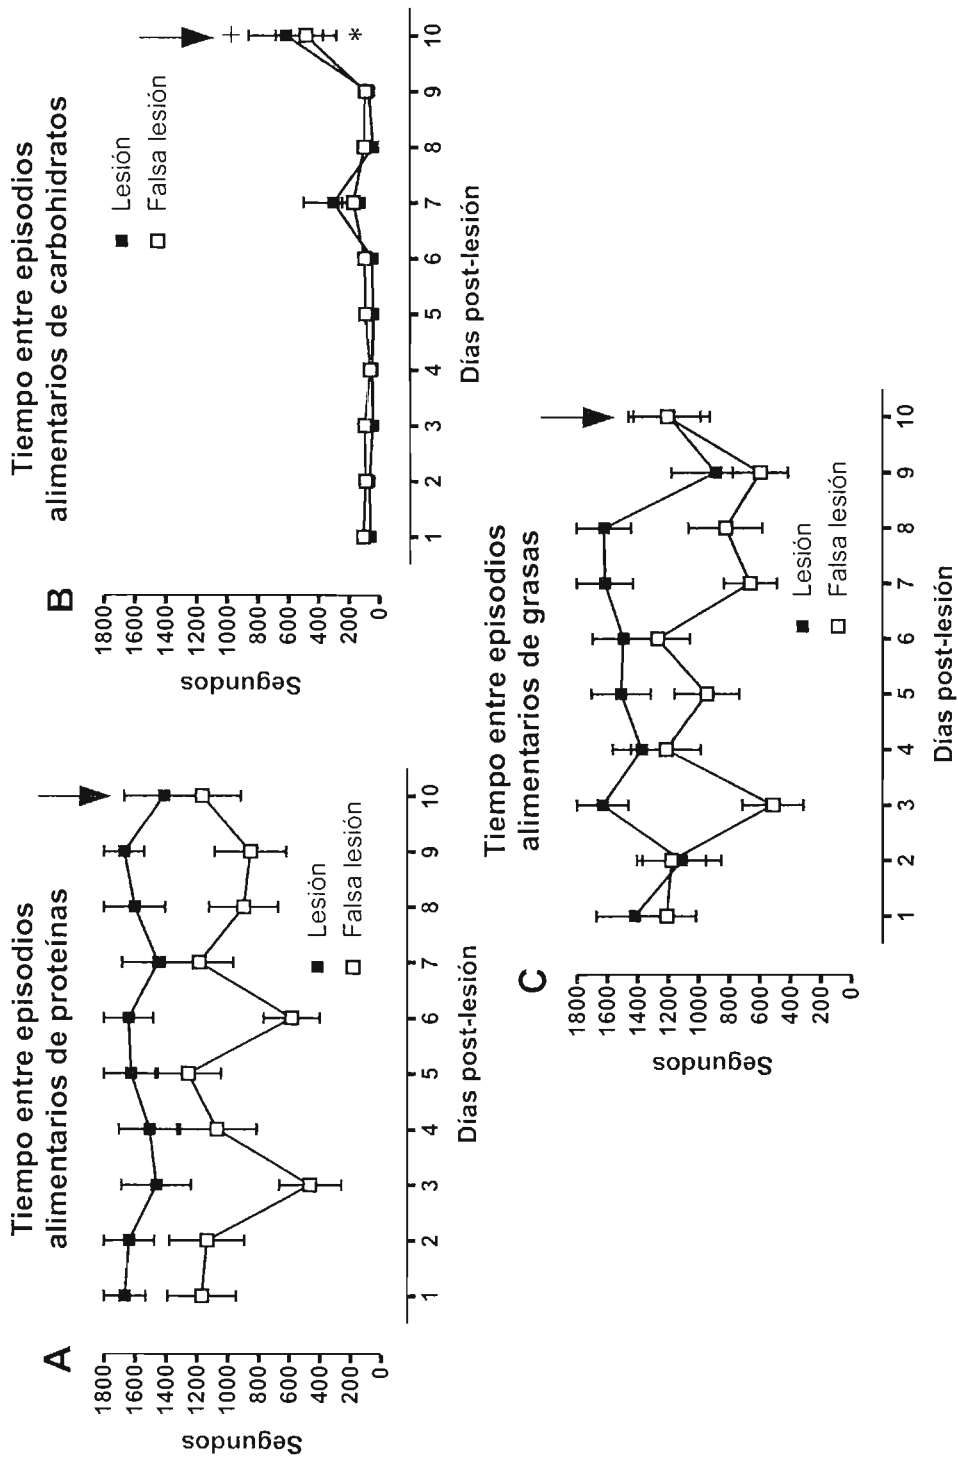 A
Tiempo entre episodios
alimentarios de proteínas
Segundos
1800
1600
1400
1200
1000
800
600
400
200
0
Lesión
Falsa lesión
1 2 3 4 5 6 7 8 9 10
Días post-lesión
B
Tiempo entre episodios
alimentarios de carbohidratos
Segundos
1800
1600
1400
1200
1000
800
600
400
200
0
Lesión
Falsa lesión
+
*
1 2 3 4 5 6 7 8 9 10
Días post-lesión
C
Tiempo entre episodios
alimentarios de grasas
Segundos
1800
1600
1400
1200
1000
800
600
400
200
0
Lesión
Falsa lesión
1 2 3 4 5 6 7 8 9 10
Días post-lesión